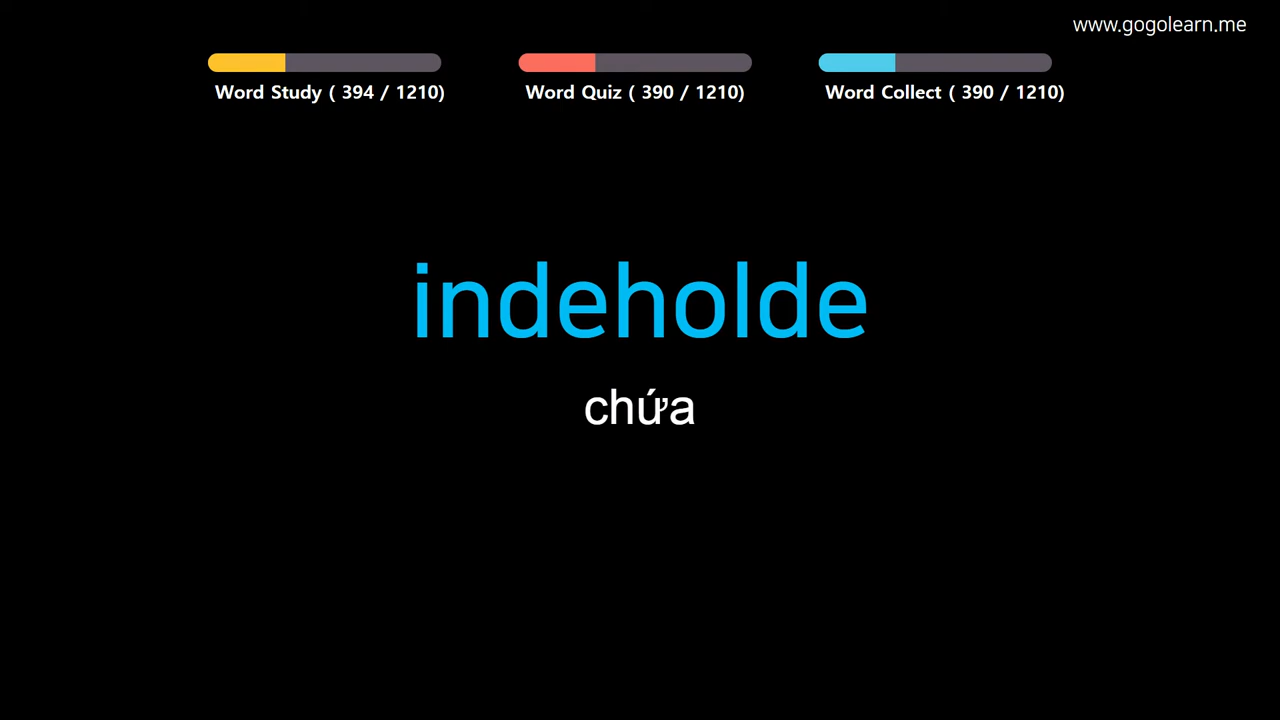 www.gogolearn.me
Word Study ( 394 / 1210)
Word Quiz ( 390 / 1210)
Word Collect ( 390 / 1210)
indeholde
chứa